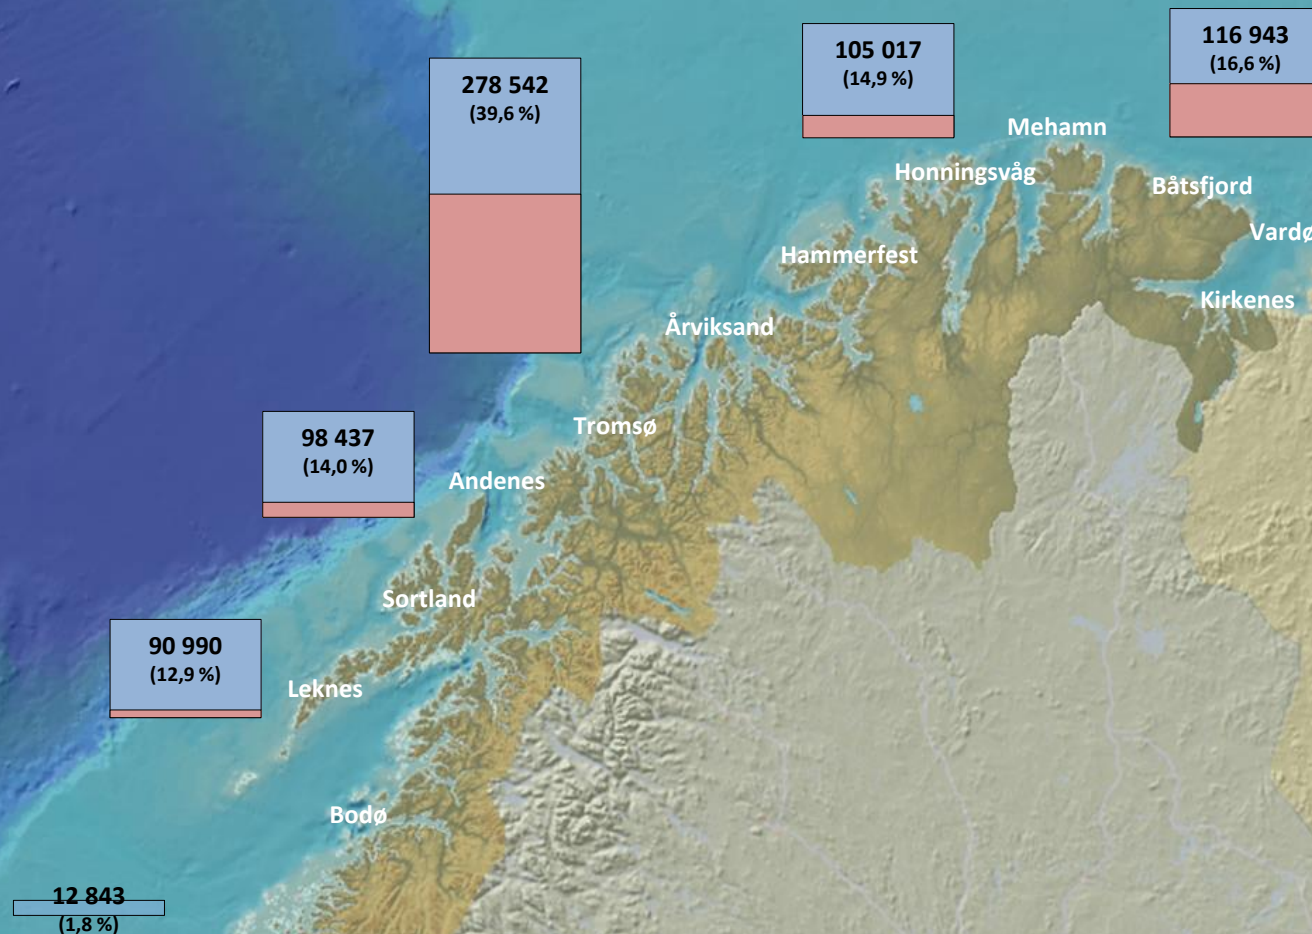 116 943
(16,6 %)
105 017
(14,9 %)
278 542
(39,6 %)
Mehamn
Honningsvåg
Båtsfjord
Vardø
Hammerfest
Kirkenes
Årviksand
Tromsø
98 437
(14,0 %)
Andenes
Sortland
90 990
(12,9 %)
Leknes
Bodø
12 843
(1,8 %)